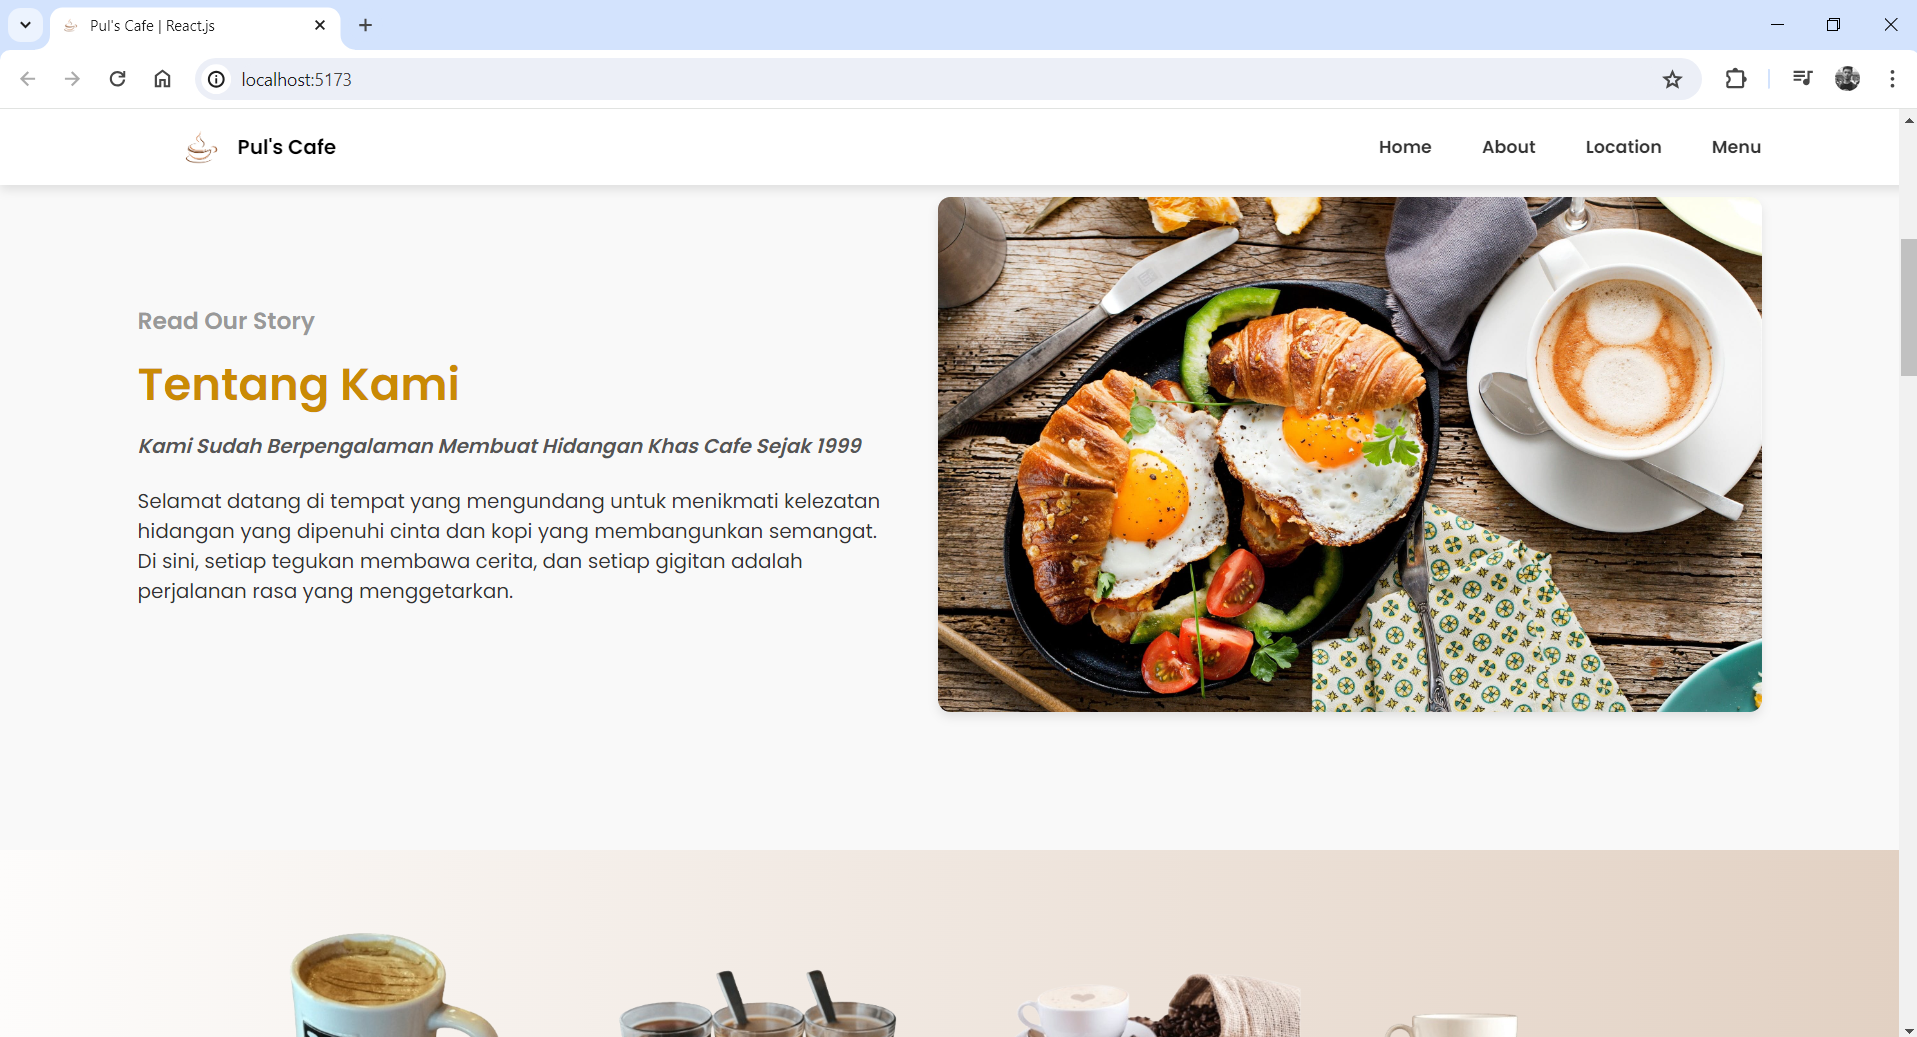 Pul's Cafe | React.js
localhost:5173
Pul's Cafe
Home
About
Location
Menu
Read Our Story
Tentang Kami
Kami Sudah Berpengalaman Membuat Hidangan Khas Cafe Sejak 1999
Selamat datang di tempat yang mengundang untuk menikmati kelezatan
hidangan yang dipenuhi cinta dan kopi yang membangunkan semangat.
Di sini, setiap tegukan membawa cerita, dan setiap gigitan adalah
perjalanan rasa yang menggetarkan.